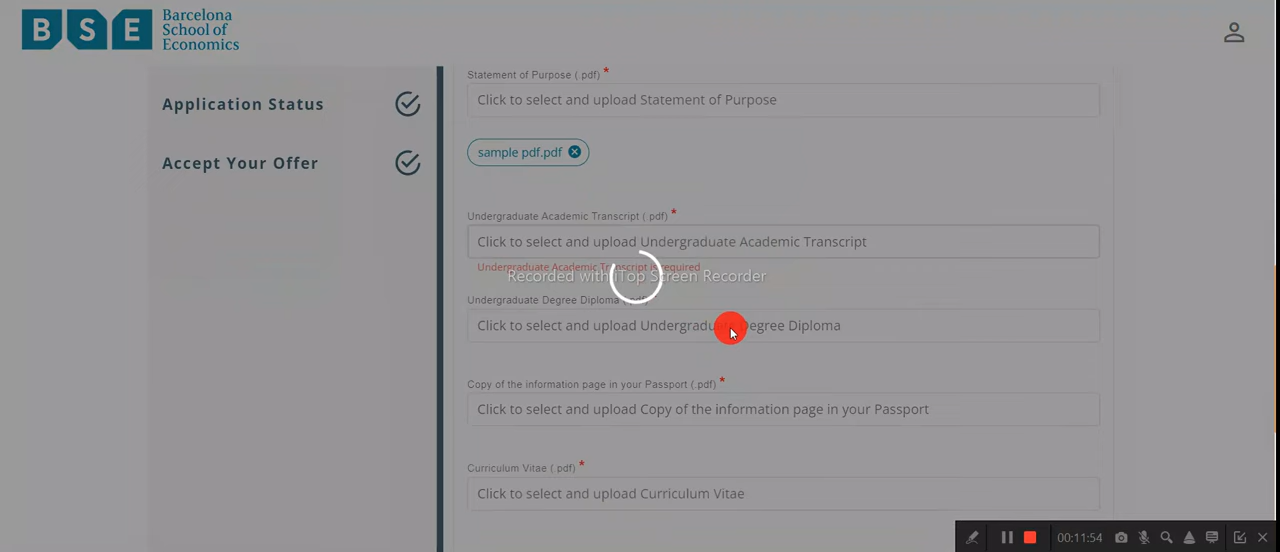 BSE
Barcelona
School of
Economics
Application Status
Accept Your Offer
Statement of Purpose (.pdf) *
Click to select and upload Statement of Purpose
sample pdf.pdf
Undergraduate Academic Transcript (.pdf) *
Click to select and upload Undergraduate Academic Transcript
Undergraduate Academic Transcript is required
Recorded with iTop Screen Recorder
Undergraduate Degree Diploma (.pdf)
Click to select and upload Undergraduate Degree Diploma
Copy of the information page in your Passport (.pdf) *
Click to select and upload Copy of the information page in your Passport
Curriculum Vitae (.pdf) *
Click to select and upload Curriculum Vitae
00:11:54